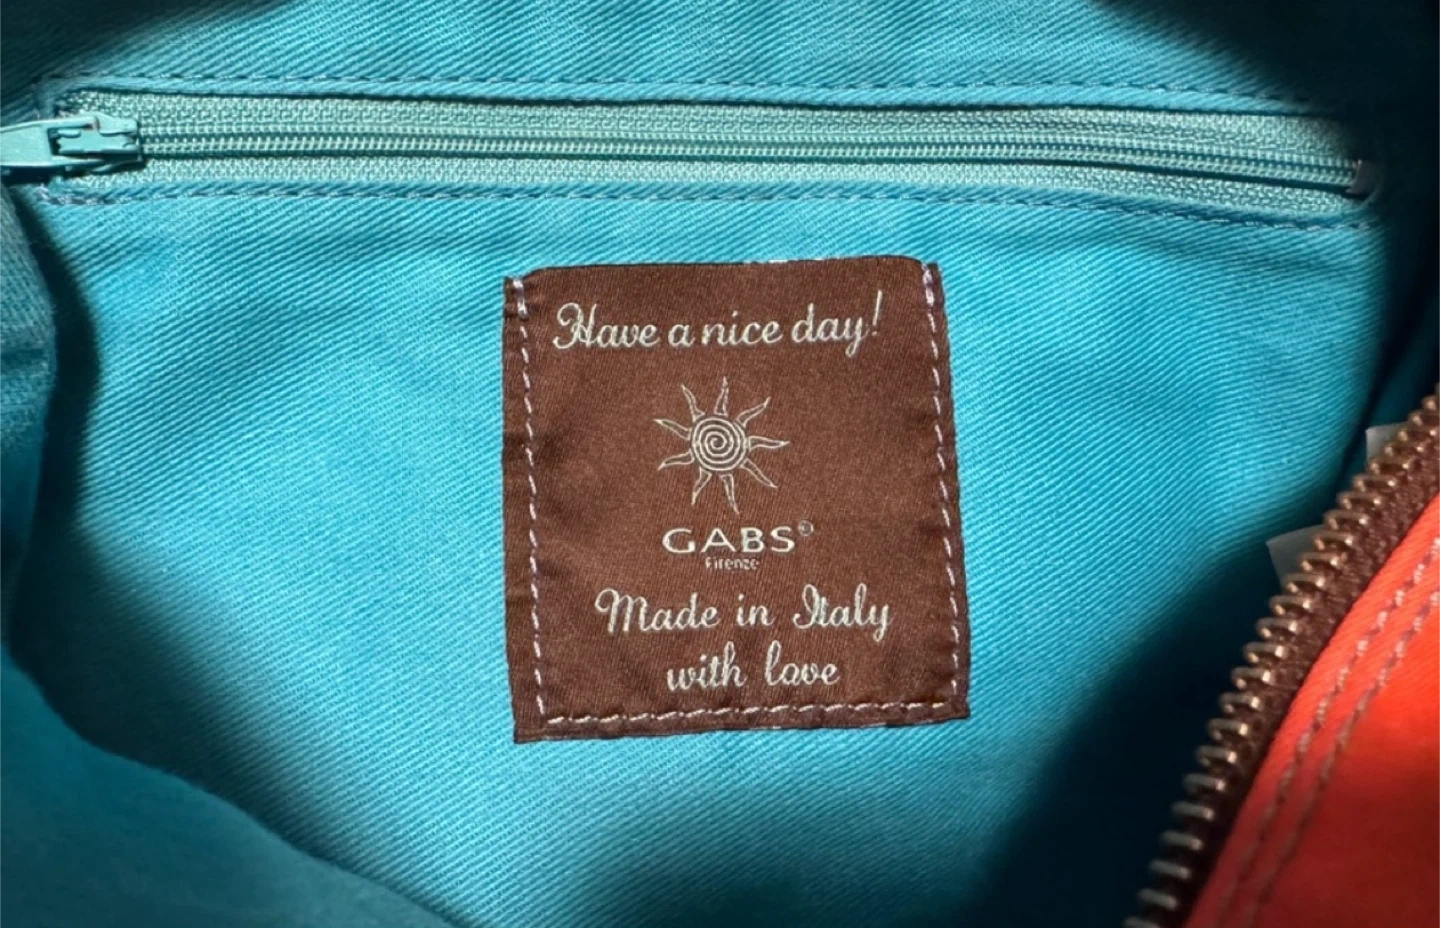 Have a nice day!
GABS©
Firenze
Made in Italy
with love